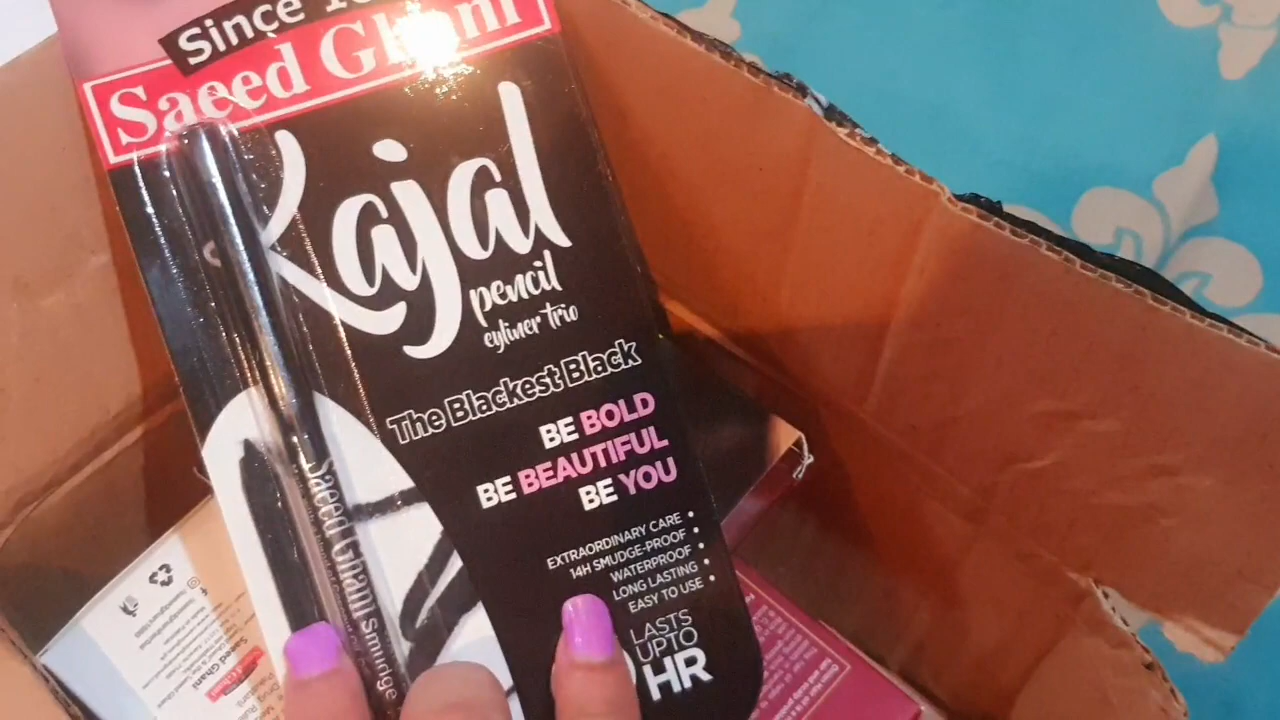 Since
Saeed Ghani
Kajal
pencil
eyliner trio
The Blackest Black
BE BOLD
BE BEAUTIFUL
BE YOU
EXTRAORDINARY CARE •
14H SMUDGE-PROOF •
WATERPROOF •
LONG LASTING •
EASY TO USE •
LASTS
UPTO
HR
Saeed Ghani Smudge
Saeed Ghani